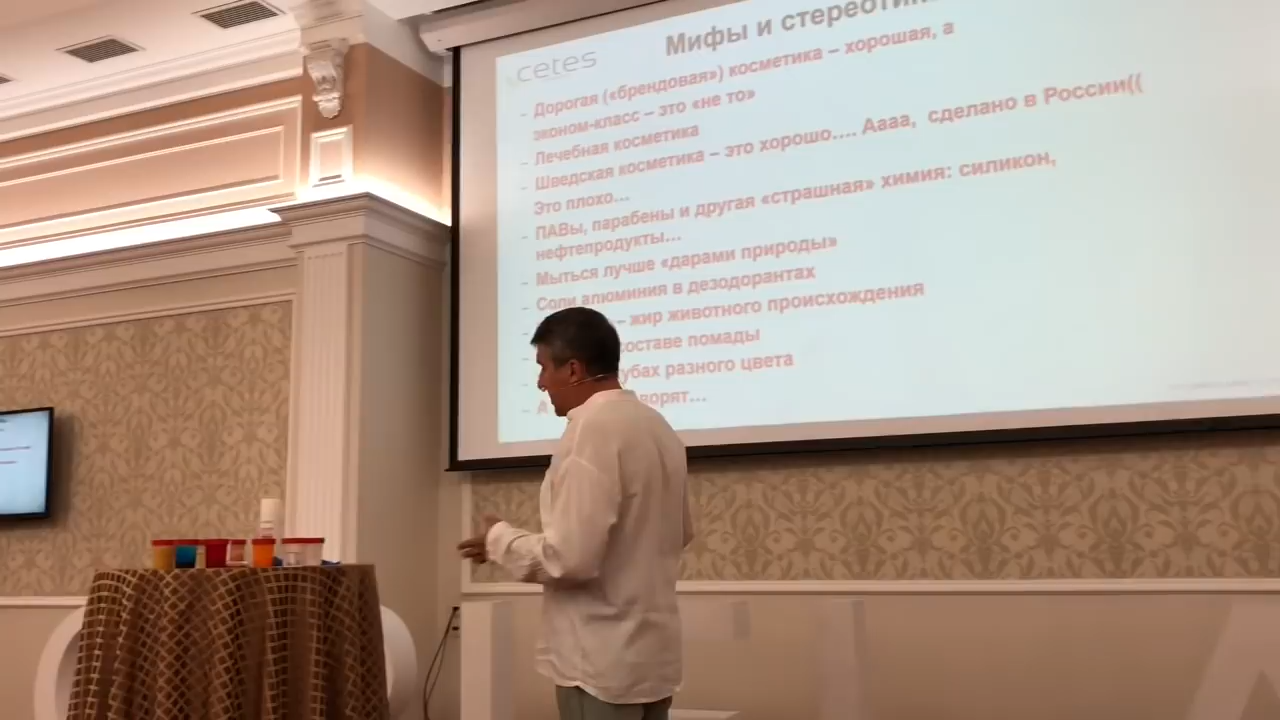 cetes
Мифы и стереотип
- Дорогая («брендовая») косметика – хорошая, а
эконом-класс – это «не то»
- Лечебная косметика
- Шведская косметика – это хорошо.... Аааа, сделано в России((
Это плохо...
- ПАВы, парабены и другая «страшная» химия: силикон,
нефтепродукты...
- Мыться лучше «дарами природы»
- Соли алюминия в дезодорантах
- – жир животного происхождения
- составе помады
- убах разного цвета
- А ворят...